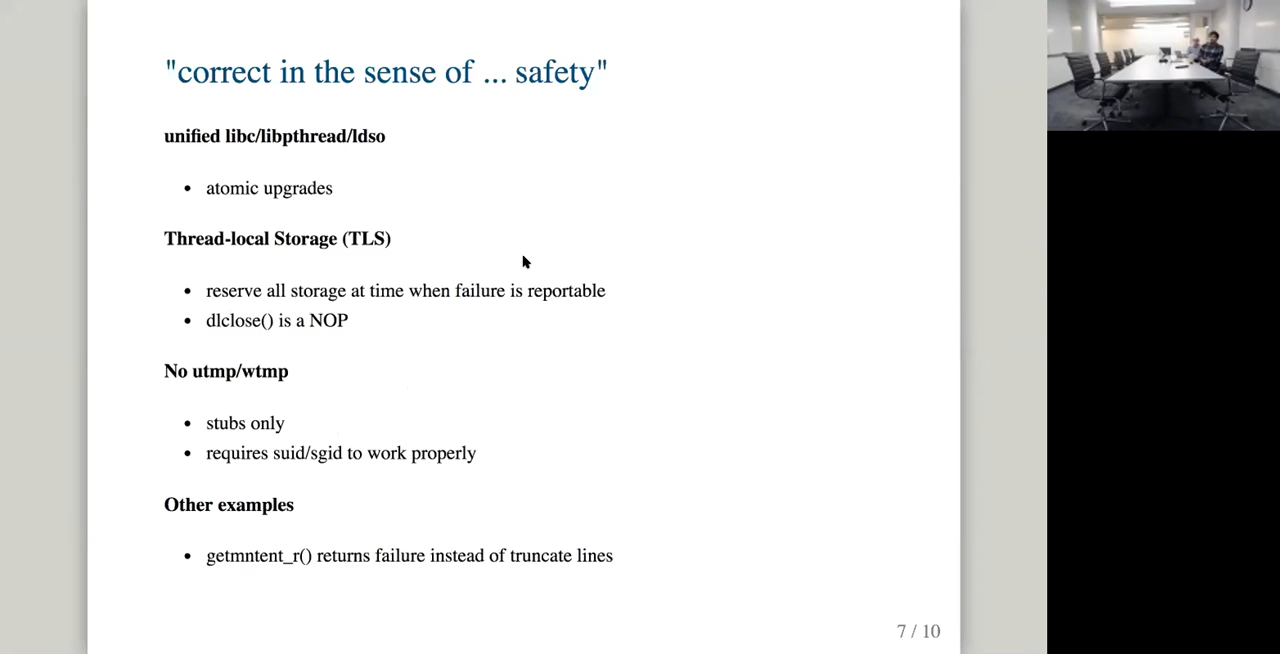 "correct in the sense of ... safety"
unified libc/libpthread/ldso
• atomic upgrades
Thread-local Storage (TLS)
• reserve all storage at time when failure is reportable
• dlclose() is a NOP
No utmp/wtmp
• stubs only
• requires suid/sgid to work properly
Other examples
• getmntent_r() returns failure instead of truncate lines
7 / 10